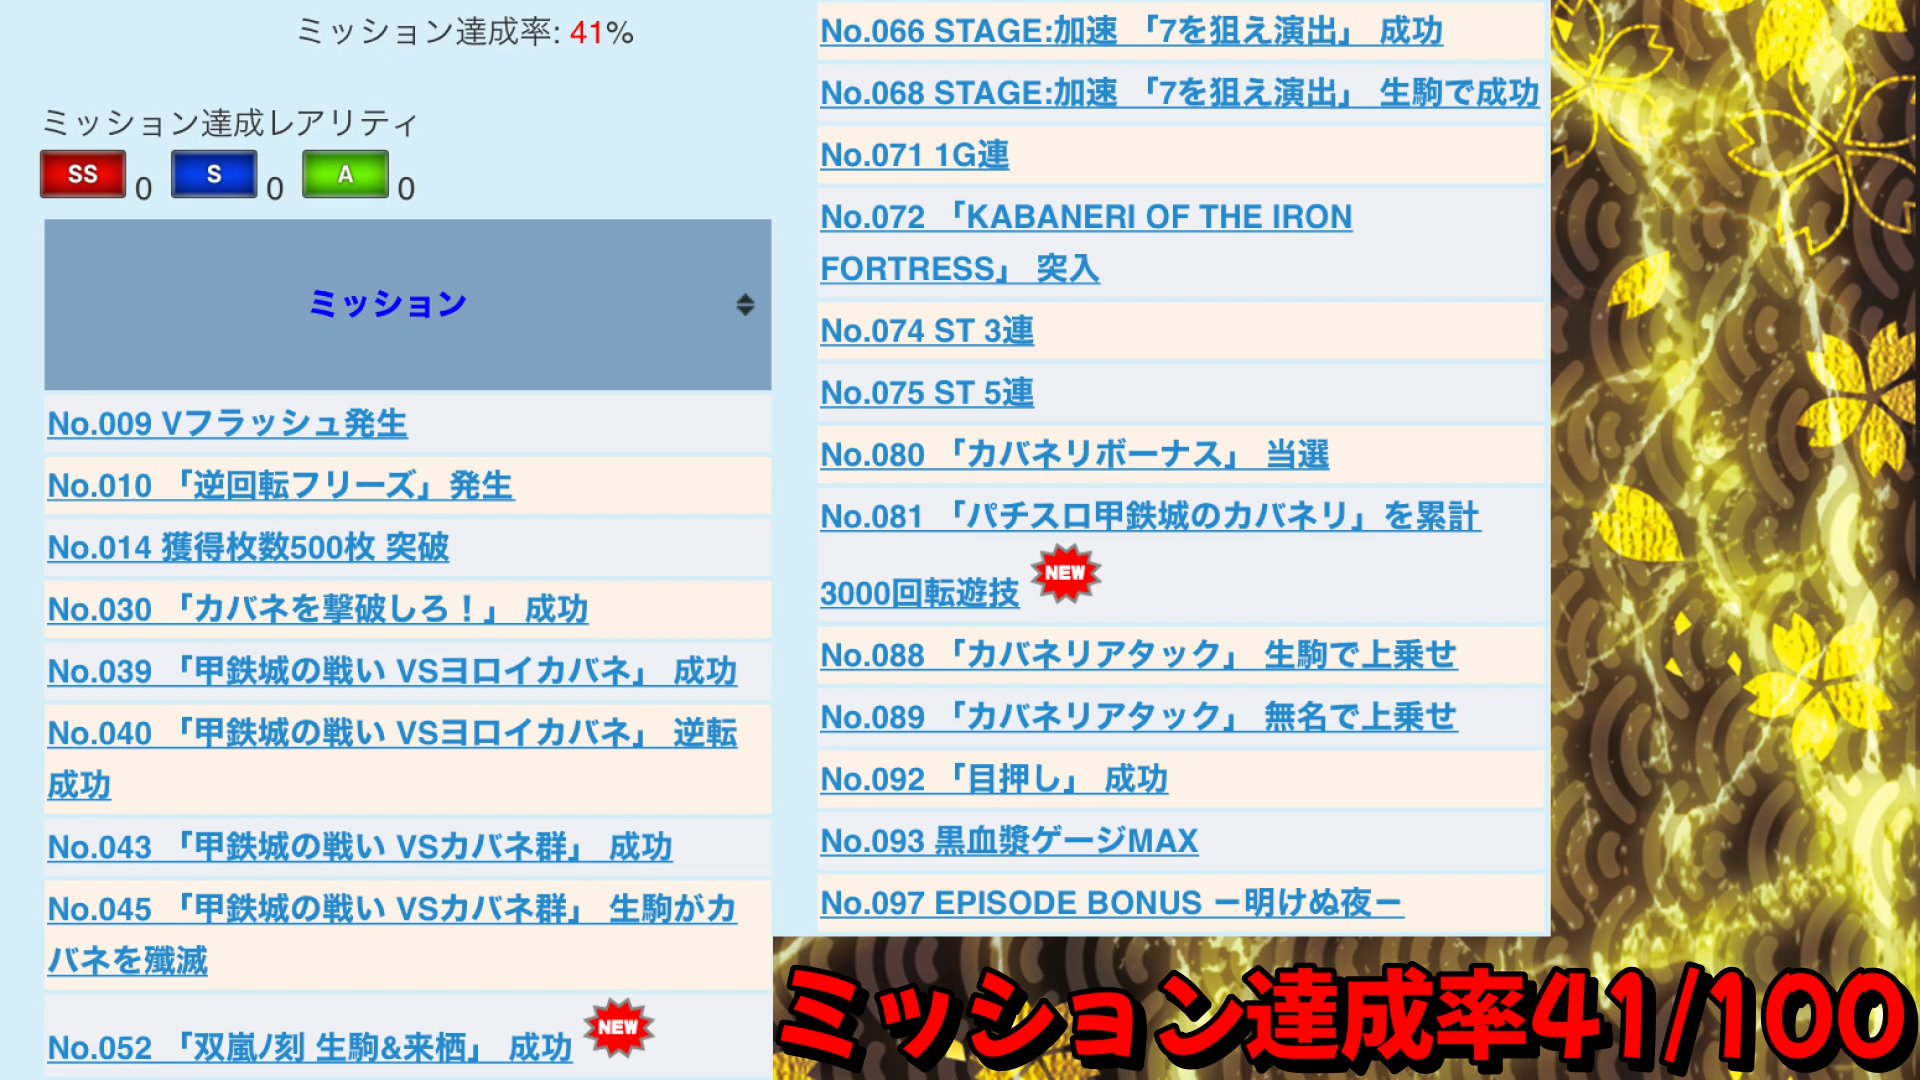 ミッション達成率: 41%
ミッション達成レアリティ
SS 0 S 0 A 0
ミッション
No.009 Vフラッシュ発生
No.010 「逆回転フリーズ」発生
No.014 獲得枚数500枚 突破
No.030 「カバネを撃破しろ！」 成功
No.039 「甲鉄城の戦い VSヨロイカバネ」 成功
No.040 「甲鉄城の戦い VSヨロイカバネ」 逆転
成功
No.043 「甲鉄城の戦い VSカバネ群」 成功
No.045 「甲鉄城の戦い VSカバネ群」 生駒がカ
バネを殲滅
No.052 「双嵐ノ刻 生駒&来栖」 成功 NEW
No.066 STAGE:加速 「7を狙え演出」 成功
No.068 STAGE:加速 「7を狙え演出」 生駒で成功
No.071 1G連
No.072 「KABANERI OF THE IRON
FORTRESS」 突入
No.074 ST 3連
No.075 ST 5連
No.080 「カバネリボーナス」 当選
No.081 「パチスロ甲鉄城のカバネリ」を累計
3000回転遊技 NEW
No.088 「カバネリアタック」 生駒で上乗せ
No.089 「カバネリアタック」 無名で上乗せ
No.092 「目押し」 成功
No.093 黒血漿ゲージMAX
No.097 EPISODE BONUS ー明けぬ夜ー
ミッション達成率41/100